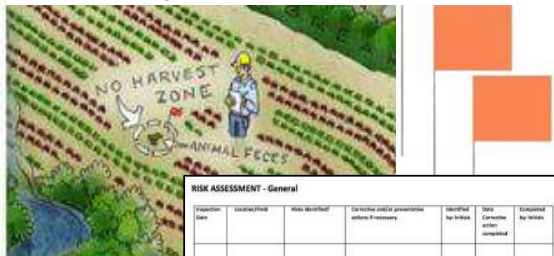 NO HARVEST
ZONE
ANIMAL FECES
RISK ASSESSMENT - General
Inspection Date
Location/Field
Risks Identified?
Corrective and/or preventative actions if necessary
Identified by: Initials
Date Corrective action completed
Completed by: Initials